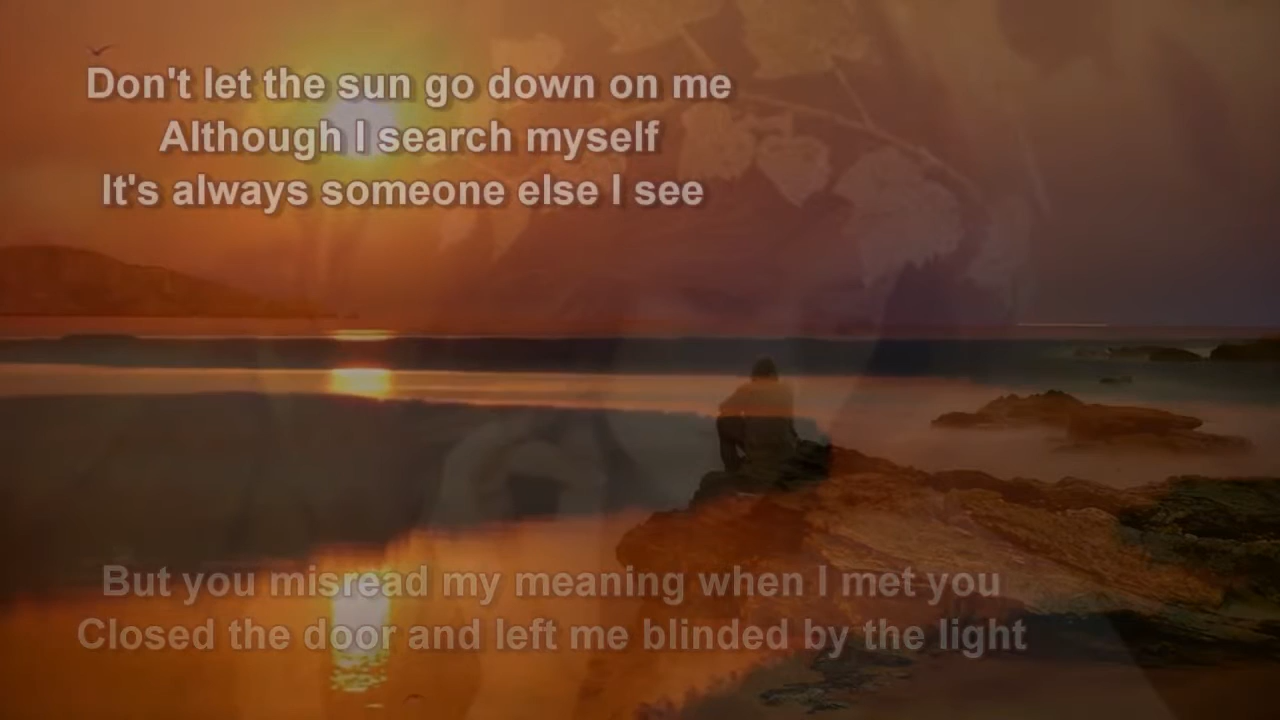 Don't let the sun go down on me
Although I search myself
It's always someone else I see
But you misread my meaning when I met you
Closed the door and left me blinded by the light